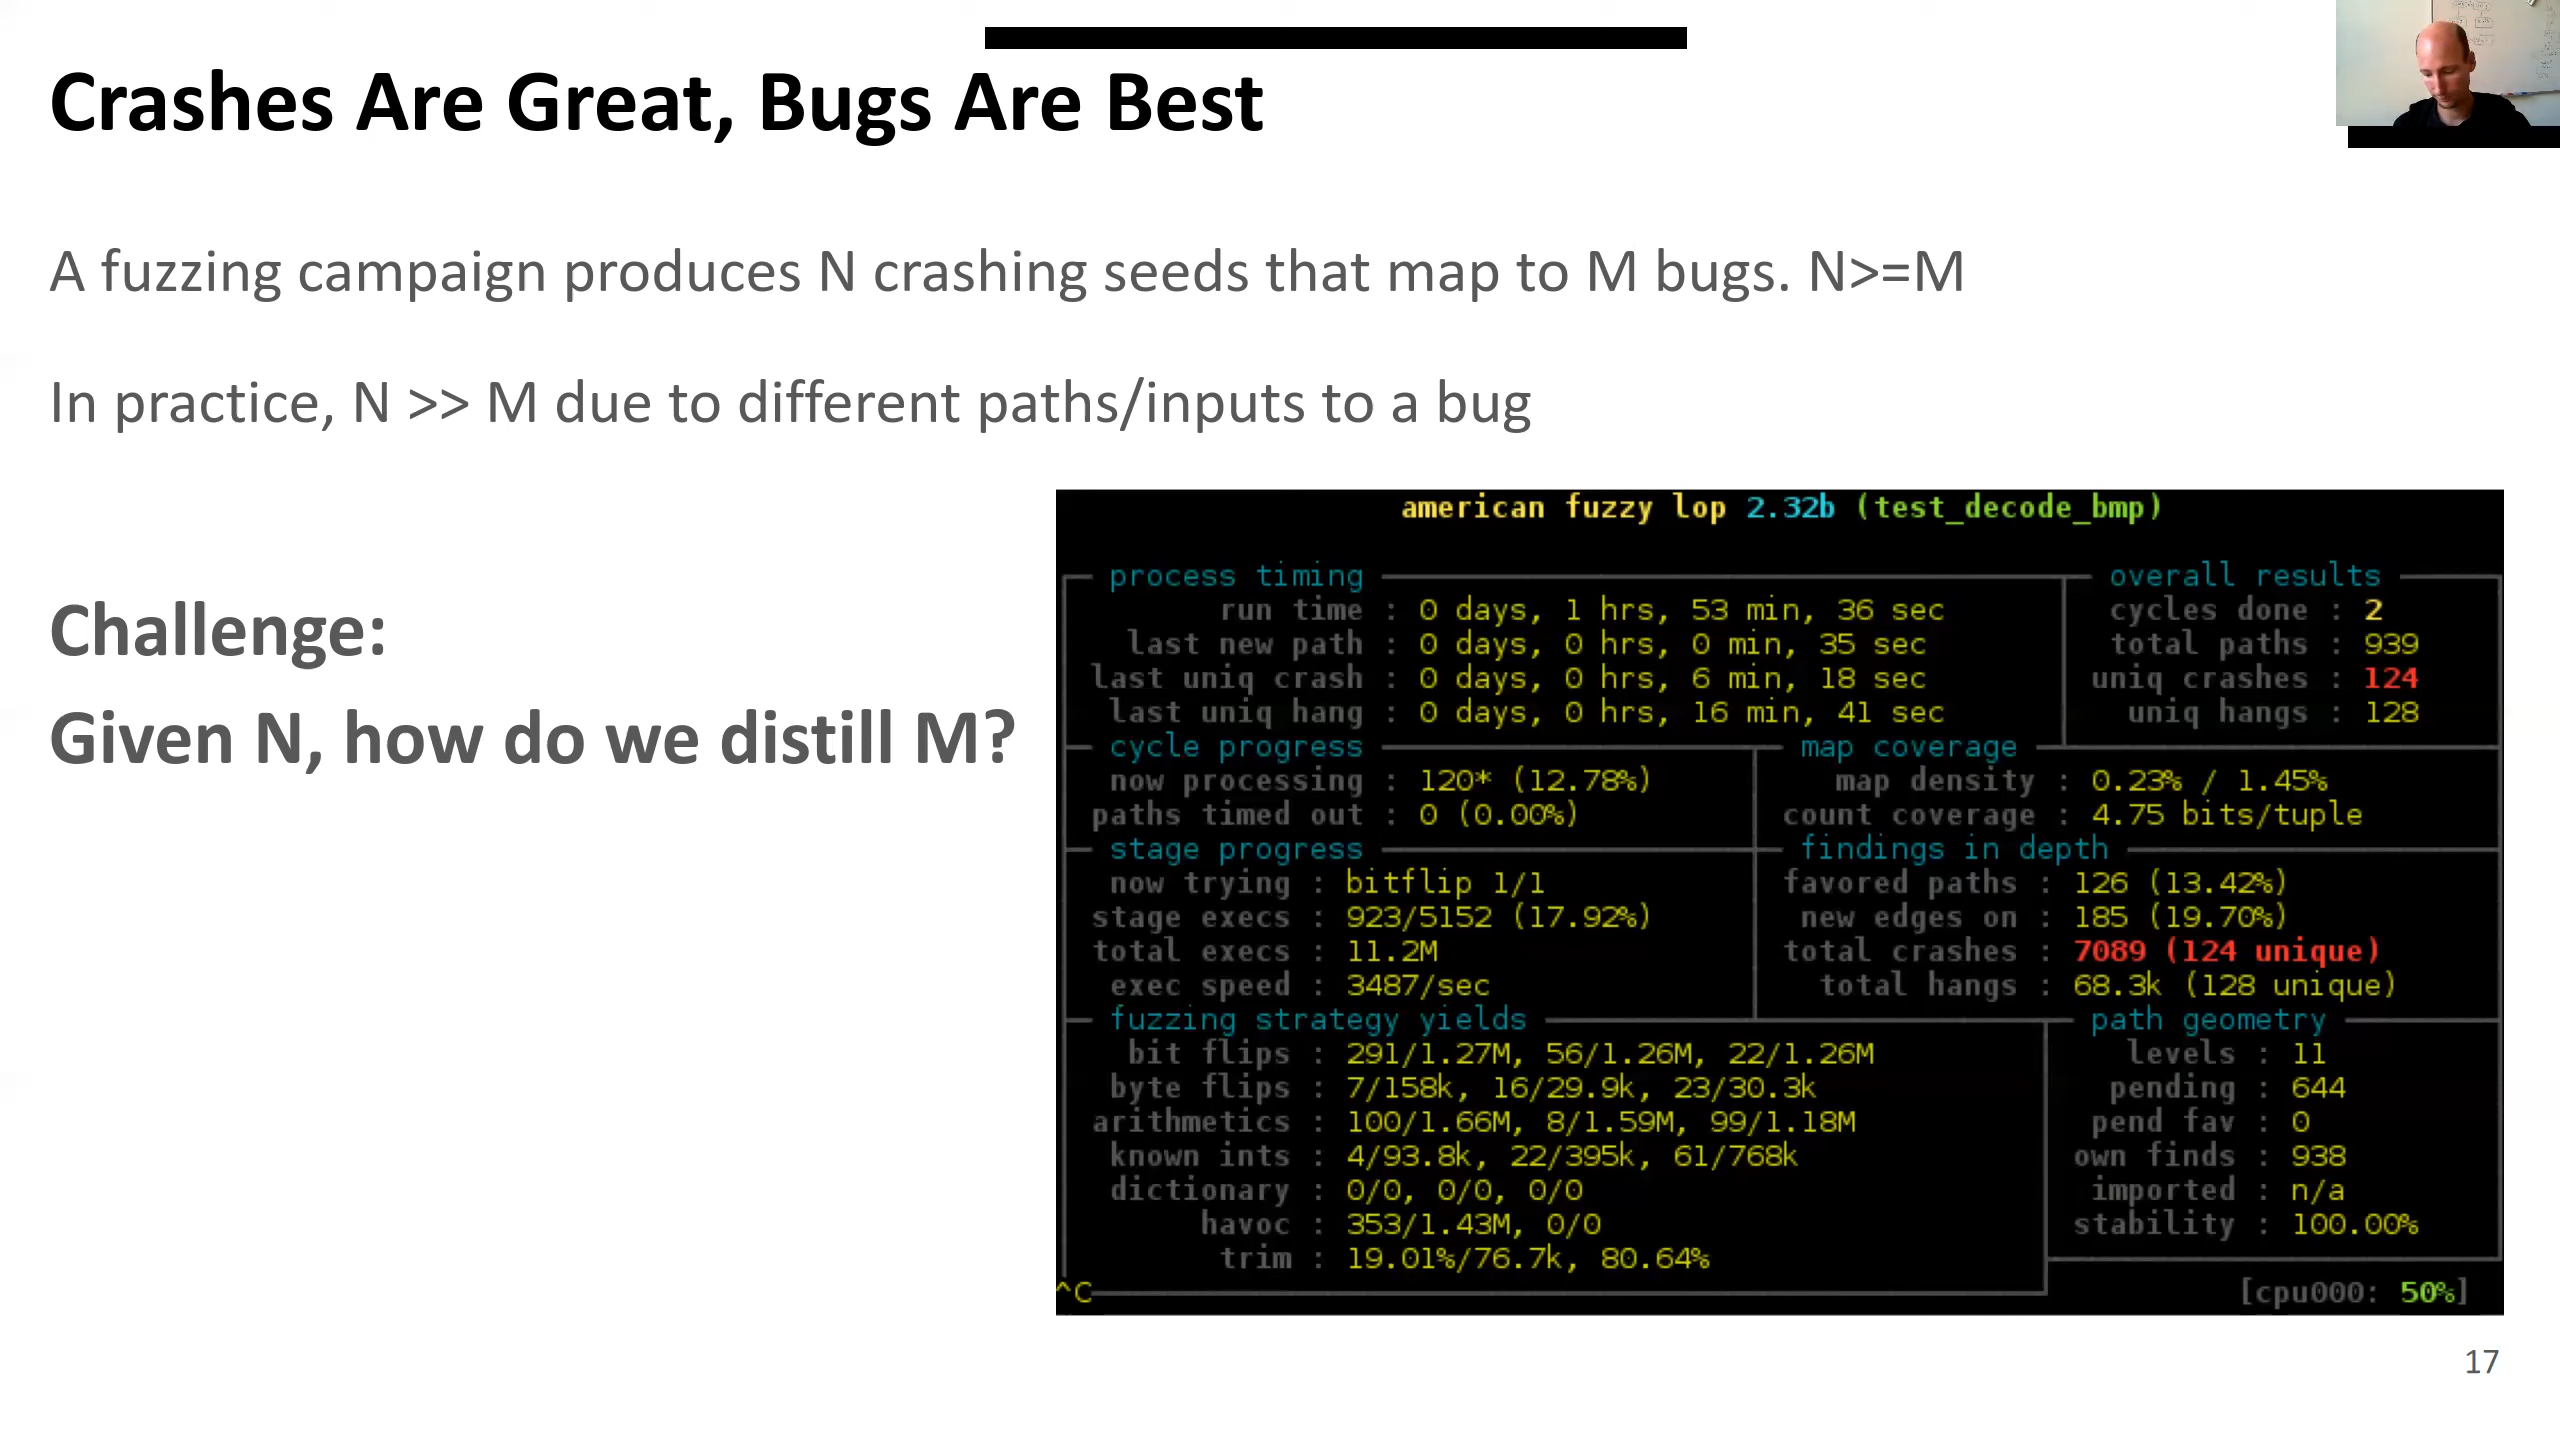 Crashes Are Great, Bugs Are Best
A fuzzing campaign produces N crashing seeds that map to M bugs. N>=M
In practice, N >> M due to different paths/inputs to a bug
Challenge:
Given N, how do we distill M?
american fuzzy lop 2.32b (test_decode_bmp)
process timing
run time : 0 days, 1 hrs, 53 min, 36 sec
last new path : 0 days, 0 hrs, 0 min, 35 sec
last uniq crash : 0 days, 0 hrs, 6 min, 18 sec
last uniq hang : 0 days, 0 hrs, 16 min, 41 sec
overall results
cycles done : 2
total paths : 939
uniq crashes : 124
uniq hangs : 128
cycle progress
now processing : 120* (12.78%)
paths timed out : 0 (0.00%)
map coverage
map density : 0.23% / 1.45%
count coverage : 4.75 bits/tuple
stage progress
now trying : bitflip 1/1
stage execs : 923/5152 (17.92%)
total execs : 11.2M
exec speed : 3487/sec
findings in depth
favored paths : 126 (13.42%)
new edges on : 185 (19.70%)
total crashes : 7089 (124 unique)
total hangs : 68.3k (128 unique)
fuzzing strategy yields
bit flips : 291/1.27M, 56/1.26M, 22/1.26M
byte flips : 7/158k, 16/29.9k, 23/30.3k
arithmetics : 100/1.66M, 8/1.59M, 99/1.18M
known ints : 4/93.8k, 22/395k, 61/768k
dictionary : 0/0, 0/0, 0/0
havoc : 353/1.43M, 0/0
trim : 19.01%/76.7k, 80.64%
path geometry
levels : 11
pending : 644
pend fav : 0
own finds : 938
imported : n/a
stability : 100.00%
^C
[cpu000: 50%]
17